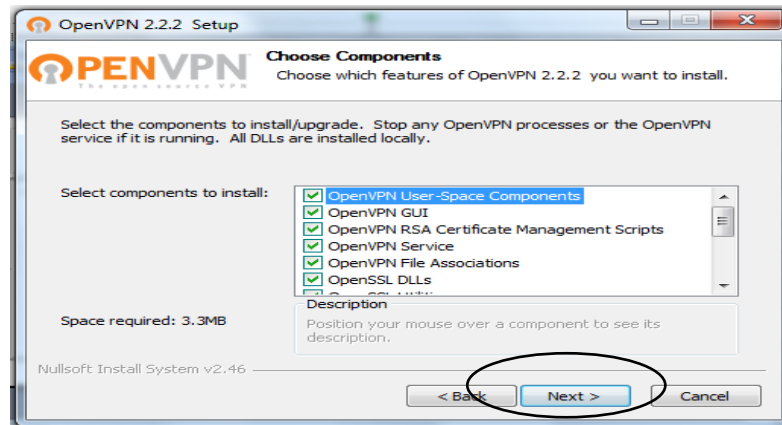 OpenVPN 2.2.2 Setup
OPENVPN
The open source VPN
Choose Components
Choose which features of OpenVPN 2.2.2 you want to install.
Select the components to install/upgrade. Stop any OpenVPN processes or the OpenVPN
service if it is running. All DLLs are installed locally.
Select components to install:
OpenVPN User-Space Components
OpenVPN GUI
OpenVPN RSA Certificate Management Scripts
OpenVPN Service
OpenVPN File Associations
OpenSSL DLLs
Space required: 3.3MB
Description
Position your mouse over a component to see its
description.
Nullsoft Install System v2.46
< Back
Next >
Cancel